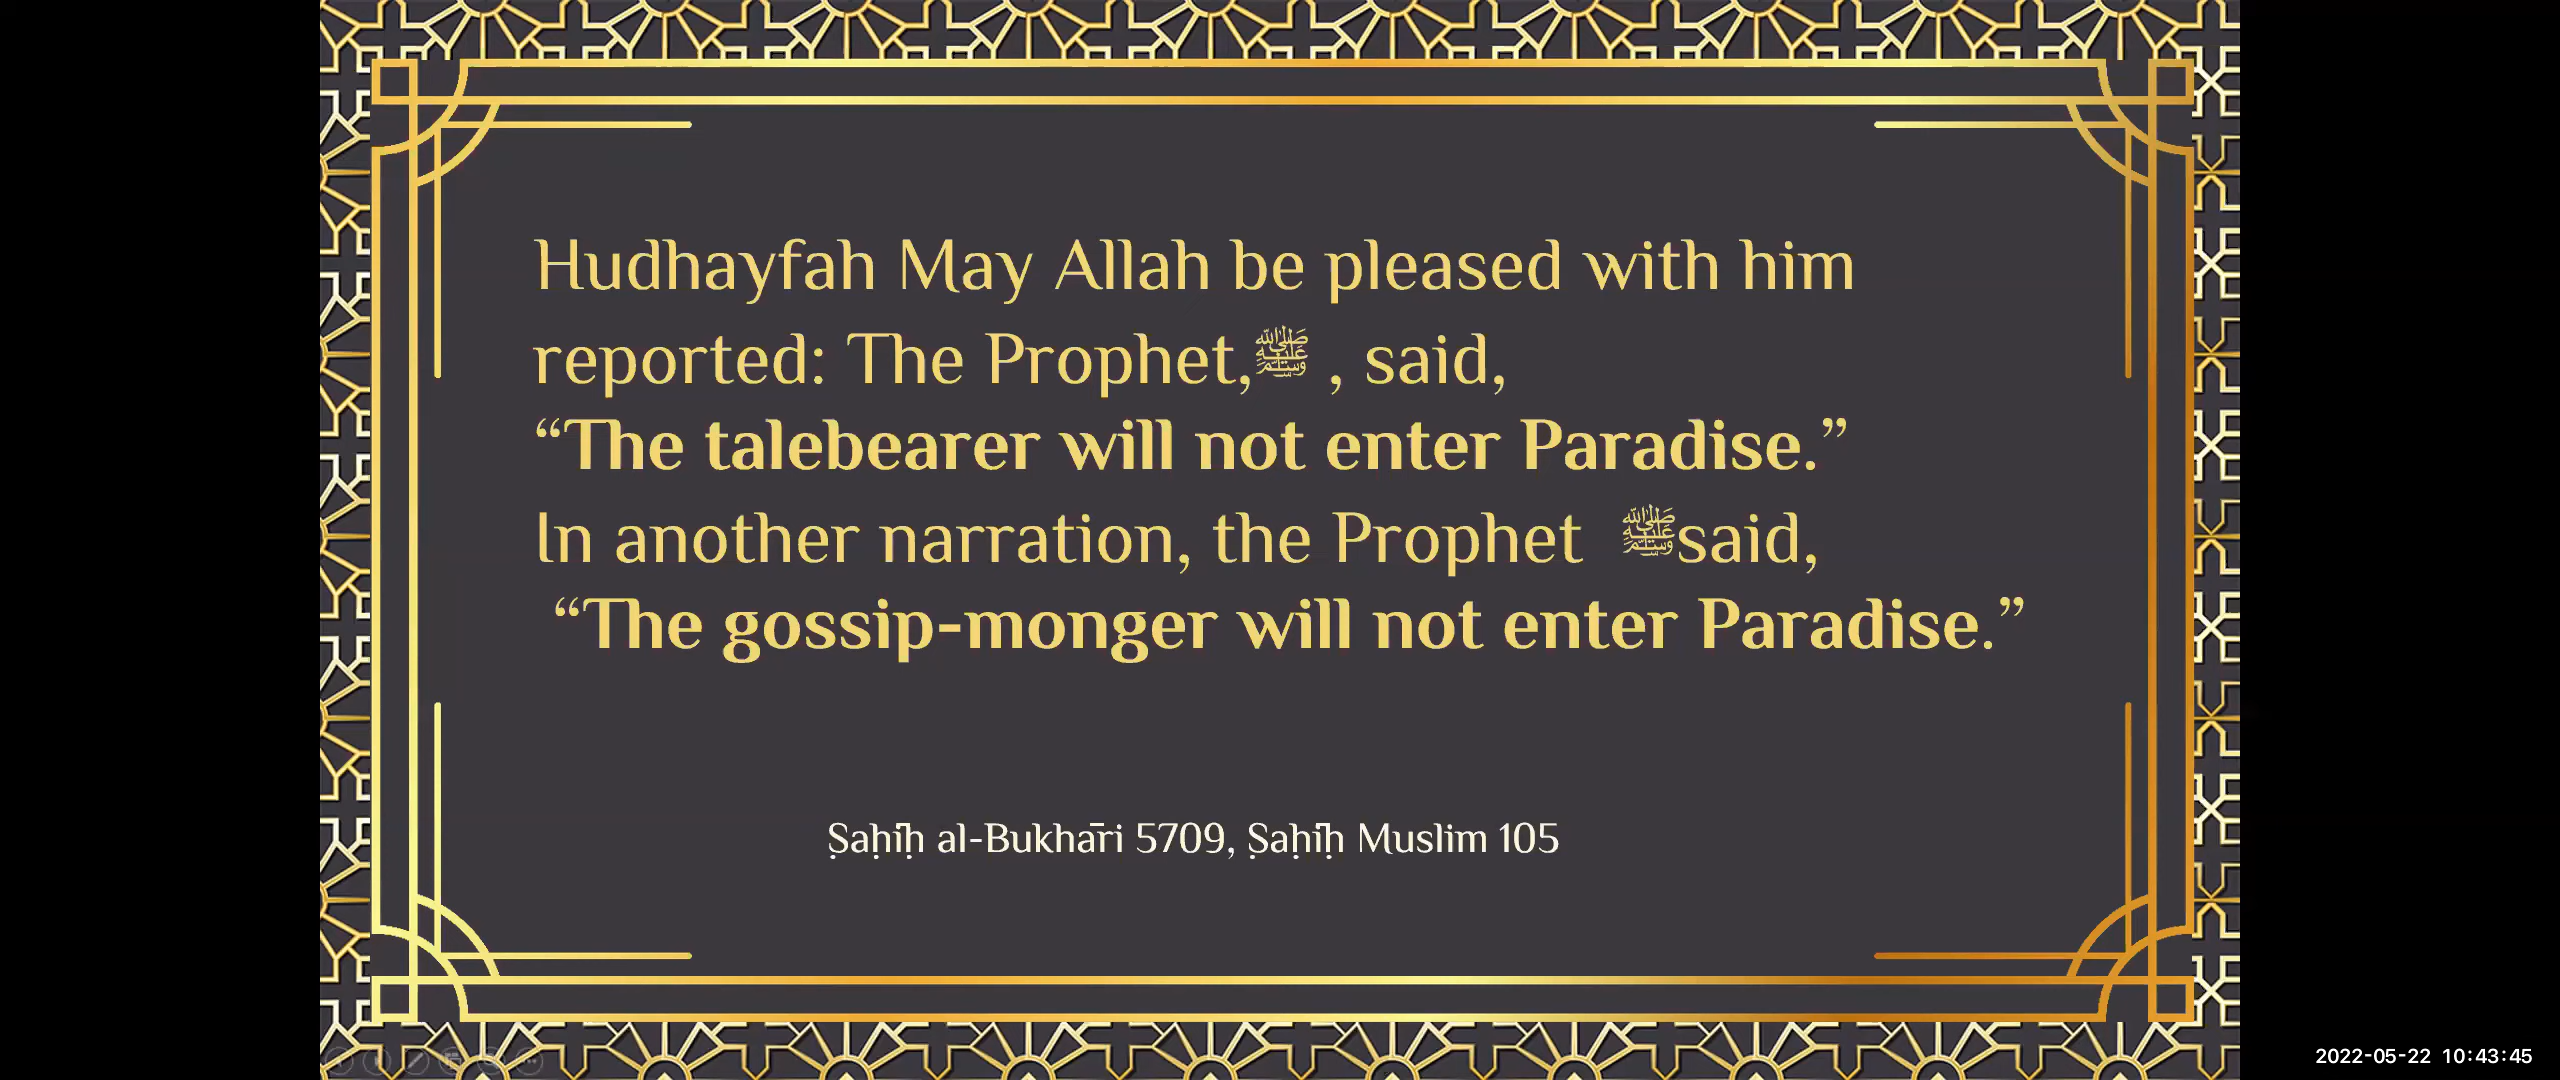 Hudhayfah May Allah be pleased with him
reported: The Prophet,ﷺ , said,
“The talebearer will not enter Paradise.”
In another narration, the Prophet ﷺsaid,
“The gossip-monger will not enter Paradise.”
Ṣaḥīḥ al-Bukhāri 5709, Ṣaḥīḥ Muslim 105
2022-05-22 10:43:45